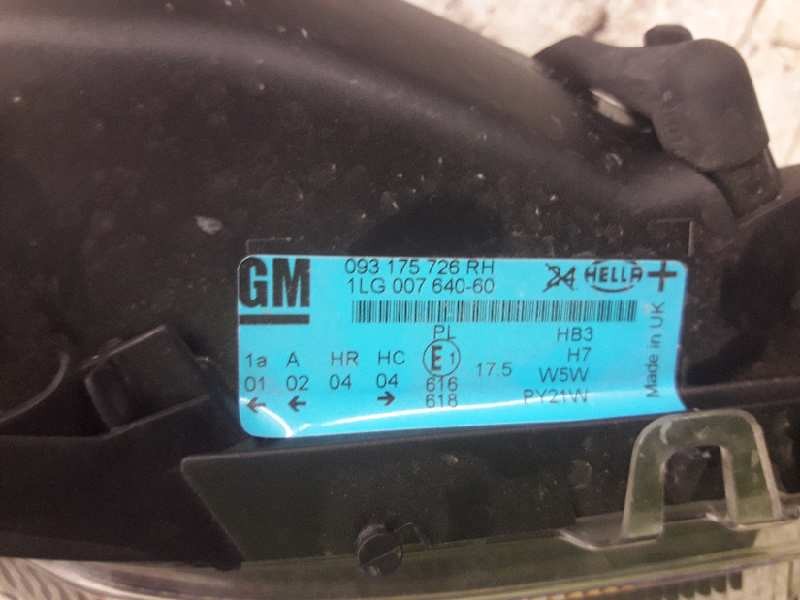 GM
093 175 726 RH
1LG 007 640-60
24 HELLA +
PL HB3
1a A HR HC E1 17.5 H7
01 02 04 04 616 W5W
← ← → 618 PY21W
Made in UK